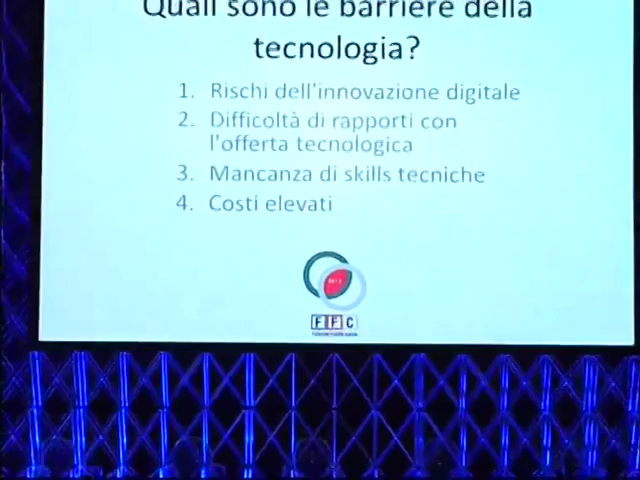 Quali sono le barriere della
tecnologia?
1. Rischi dell'innovazione digitale
2. Difficoltà di rapporti con
l'offerta tecnologica
3. Mancanza di skills tecniche
4. Costi elevati
FFC